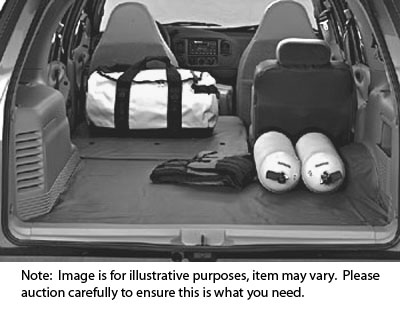 Note:  Image is for illustrative purposes, item may vary.  Please
auction carefully to ensure this is what you need.